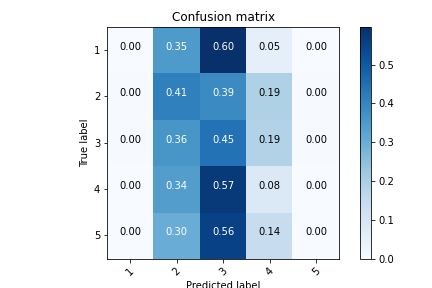 Confusion matrix
True label
1 0.00 0.35 0.60 0.05 0.00
2 0.00 0.41 0.39 0.19 0.00
3 0.00 0.36 0.45 0.19 0.00
4 0.00 0.34 0.57 0.08 0.00
5 0.00 0.30 0.56 0.14 0.00
1 2 3 4 5
Predicted label
0.5
0.4
0.3
0.2
0.1
0.0